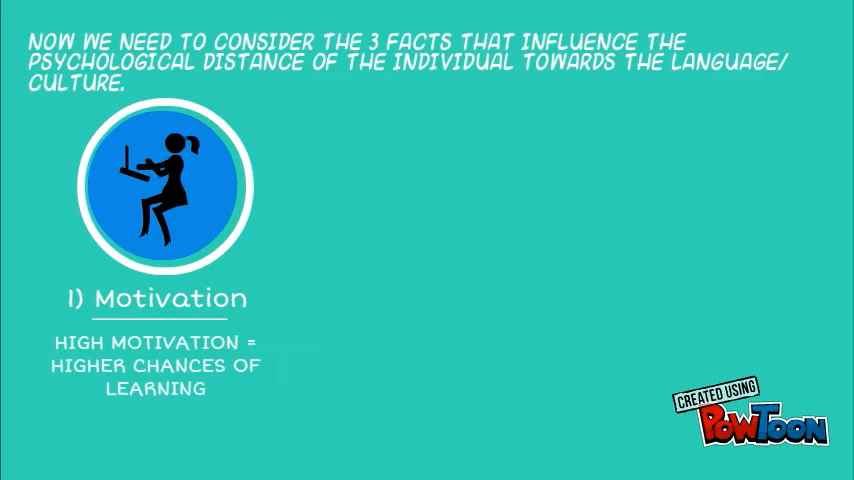 NOW WE NEED TO CONSIDER THE 3 FACTS THAT INFLUENCE THE
PSYCHOLOGICAL DISTANCE OF THE INDIVIDUAL TOWARDS THE LANGUAGE/
CULTURE.
1) Motivation
HIGH MOTIVATION =
HIGHER CHANCES OF
LEARNING
CREATED USING
POWTOON